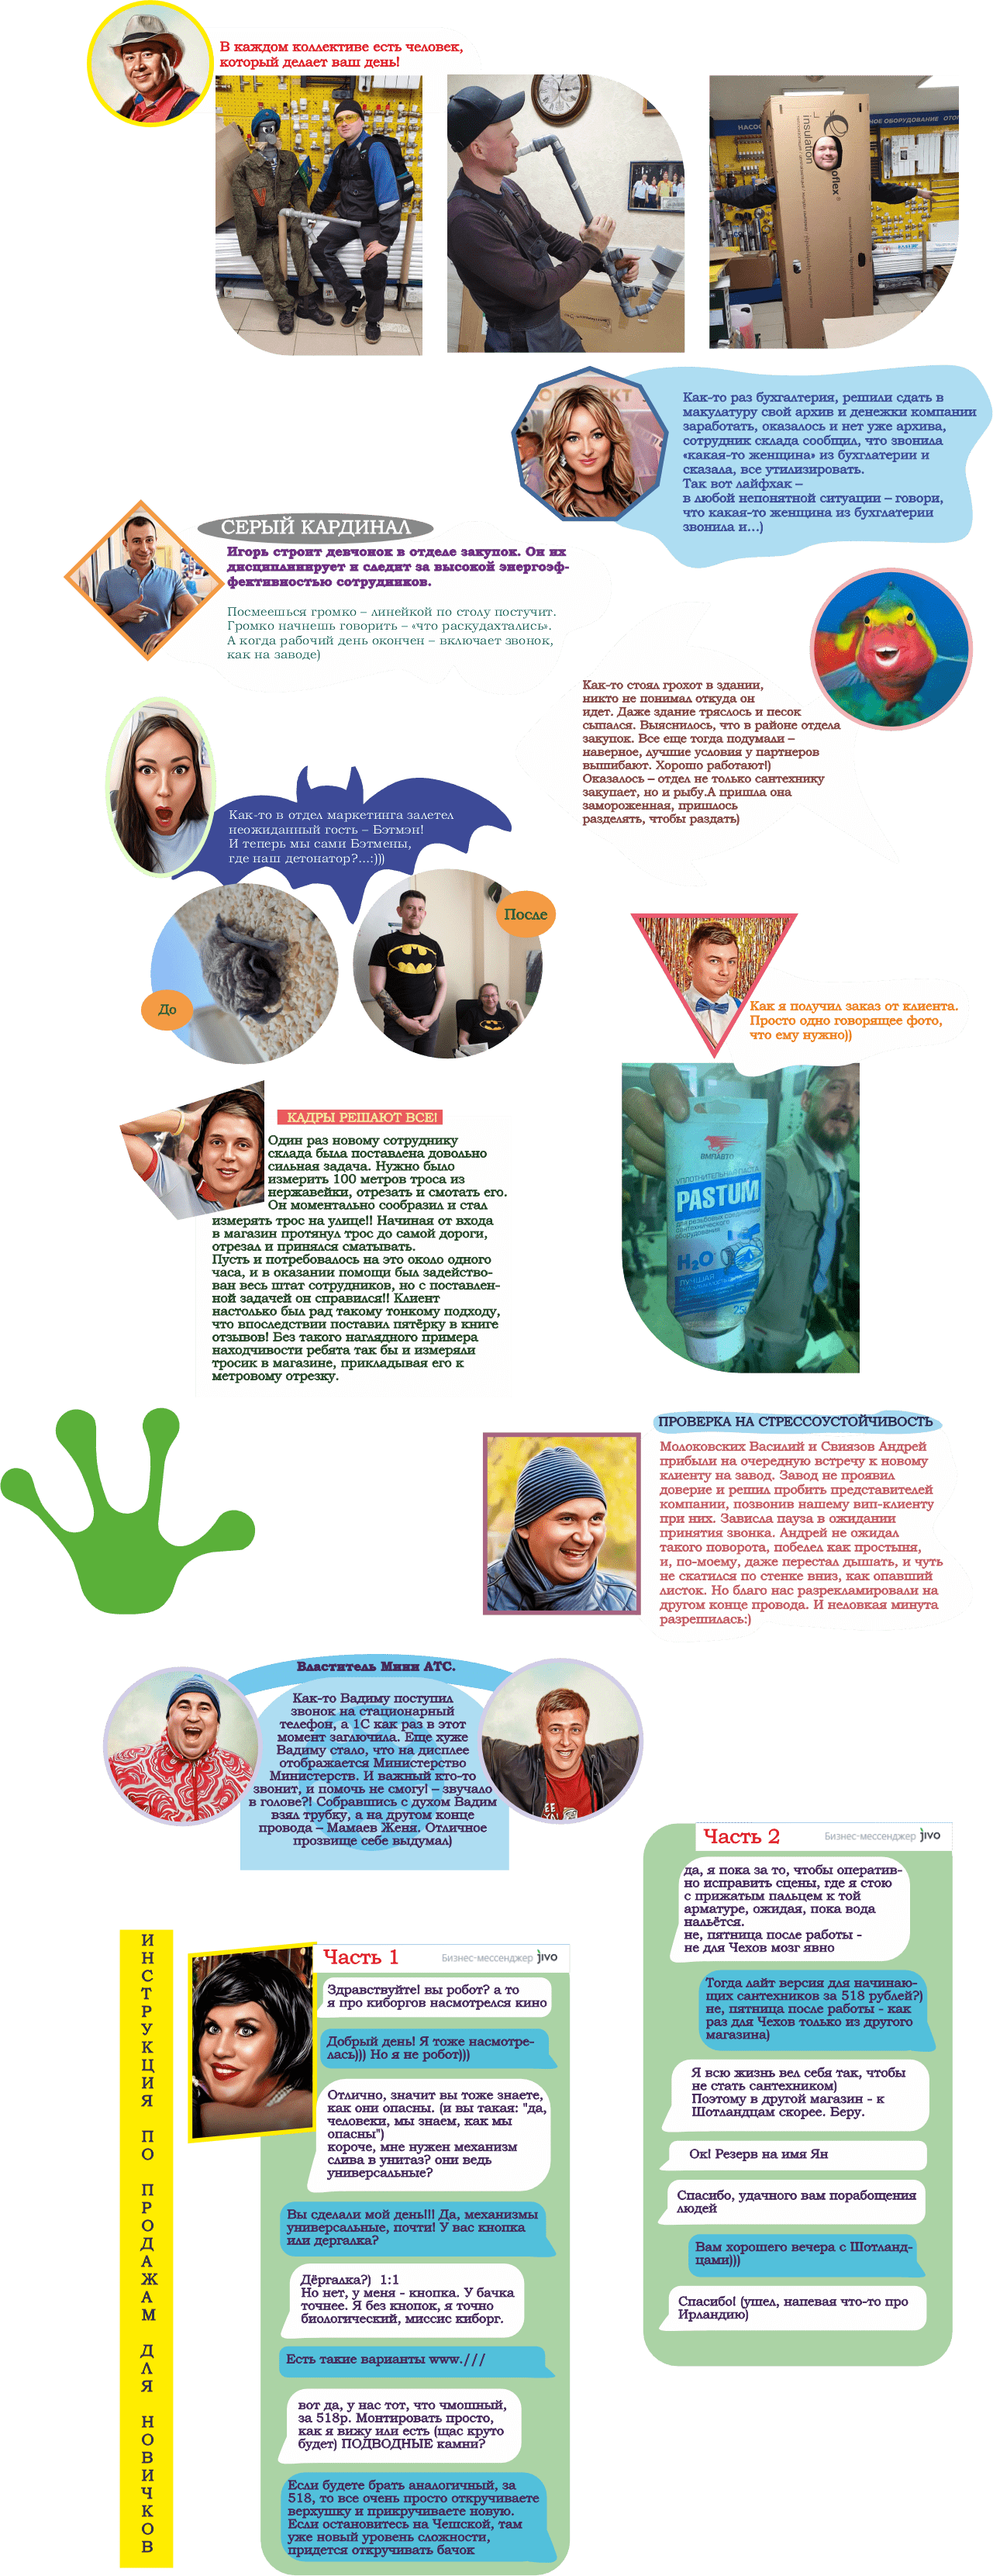 В каждом коллективе есть человек,
который делает ваш день!
НАСОС
insulation
noflex®
НОЕ ОБОРУДОВАНИЕ
Как-то раз бухгалтерия, решили сдать в
макулатуру свой архив и денежки компании
заработать, оказалось и нет уже архива,
сотрудник склада сообщил, что звонила
«какая-то женщина» из бухглатерии и
сказала, все утилизировать.
Так вот лайфхак –
в любой непонятной ситуации – говори,
что какая-то женщина из бухглатерии
звонила и...)
СЕРЫЙ КАРДИНАЛ
Игорь строит девчонок в отделе закупок. Он их
дисциплинирует и следит за высокой энергоэф-
фективностью сотрудников.
Посмеешься громко – линейкой по столу постучит.
Громко начнешь говорить – «что раскудахтались».
А когда рабочий день окончен – включает звонок,
как на заводе)
Как-то стоял грохот в здании,
никто не понимал откуда он
идет. Даже здание тряслось и песок
сыпался. Выяснилось, что в районе отдела
закупок. Все еще тогда подумали –
наверное, лучшие условия у партнеров
вышибают. Хорошо работают!)
Оказалось – отдел не только сантехнику
закупает, но и рыбу.А пришла она
замороженная, пришлось
разделять, чтобы раздать)
Как-то в отдел маркетинга залетел
неожиданный гость – Бэтмэн!
И теперь мы сами Бэтмены,
где наш детонатор?...:)))
После
До
Как я получил заказ от клиента.
Просто одно говорящее фото,
что ему нужно))
ВМПАВТО
УПЛОТНИТЕЛЬНАЯ ПАСТА
PASTUM
H₂O
ЛУЧШАЯ
КАДРЫ РЕШАЮТ ВСЕ!
Один раз новому сотруднику
склада была поставлена довольно
сильная задача. Нужно было
измерить 100 метров троса из
нержавейки, отрезать и смотать его.
Он моментально сообразил и стал
измерять трос на улице!! Начиная от входа
в магазин протянул трос до самой дороги,
отрезал и принялся сматывать.
Пусть и потребовалось на это около одного
часа, и в оказании помощи был задейство-
ван весь штат сотрудников, но с поставлен-
ной задачей он справился!! Клиент
настолько был рад такому тонкому подходу,
что впоследствии поставил пятёрку в книге
отзывов! Без такого наглядного примера
находчивости ребята так бы и измеряли
тросик в магазине, прикладывая его к
метровому отрезку.
ПРОВЕРКА НА СТРЕССОУСТОЙЧИВОСТЬ
Молоковских Василий и Свиязов Андрей
прибыли на очередную встречу к новому
клиенту на завод. Завод не проявил
доверие и решил пробить представителей
компании, позвонив нашему вип-клиенту
при них. Зависла пауза в ожидании
принятия звонка. Андрей не ожидал
такого поворота, побелел как простыня,
и, по-моему, даже перестал дышать, и чуть
не скатился по стенке вниз, как опавший
листок. Но благо нас разрекламировали на
другом конце провода. И неловкая минута
разрешилась:)
Властитель Мини АТС.
Как-то Вадиму поступил
звонок на стационарный
телефон, а 1С как раз в этот
момент заглючила. Еще хуже
Вадиму стало, что на дисплее
отображается Министерство
Министерств. И важный кто-то
звонит, и помочь не смогу! – звучало
в голове?! Собравшись с духом Вадим
взял трубку, а на другом конце
провода – Мамаев Женя. Отличное
прозвище себе выдумал)
ИНСТРУКЦИЯ ПО ПРОДАЖАМ ДЛЯ НОВИЧКОВ
Часть 1
Бизнес-мессенджер jivo
Здравствуйте! вы робот? а то
я про киборгов насмотрелся кино
Добрый день! Я тоже насмотре-
лась))) Но я не робот)))
Отлично, значит вы тоже знаете,
как они опасны. (и вы такая: "да,
человеки, мы знаем, как мы
опасны")
короче, мне нужен механизм
слива в унитаз? они ведь
универсальные?
Вы сделали мой день!!! Да, механизмы
универсальные, почти! У вас кнопка
или дергалка?
Дёргалка?) 1:1
Но нет, у меня - кнопка. У бачка
точнее. Я без кнопок, я точно
биологический, миссис киборг.
Есть такие варианты www.///
вот да, у нас тот, что чмошный,
за 518р. Монтировать просто,
как я вижу или есть (щас круто
будет) ПОДВОДНЫЕ камни?
Если будете брать аналогичный, за
518, то все очень просто откручиваете
верхушку и прикручиваете новую.
Если остановитесь на Чешской, там
уже новый уровень сложности,
придется откручивать бачок
Часть 2
Бизнес-мессенджер jivo
да, я пока за то, чтобы оператив-
но исправить сцены, где я стою
с прижатым пальцем к той
арматуре, ожидая, пока вода
нальётся.
не, пятница после работы -
не для Чехов мозг явно
Тогда лайт версия для начинаю-
щих сантехников за 518 рублей?)
не, пятница после работы - как
раз для Чехов только из другого
магазина)
Я всю жизнь вел себя так, чтобы
не стать сантехником)
Поэтому в другой магазин - к
Шотландцам скорее. Беру.
Ок! Резерв на имя Ян
Спасибо, удачного вам порабощения
людей
Вам хорошего вечера с Шотланд-
цами)))
Спасибо! (ушел, напевая что-то про
Ирландию)